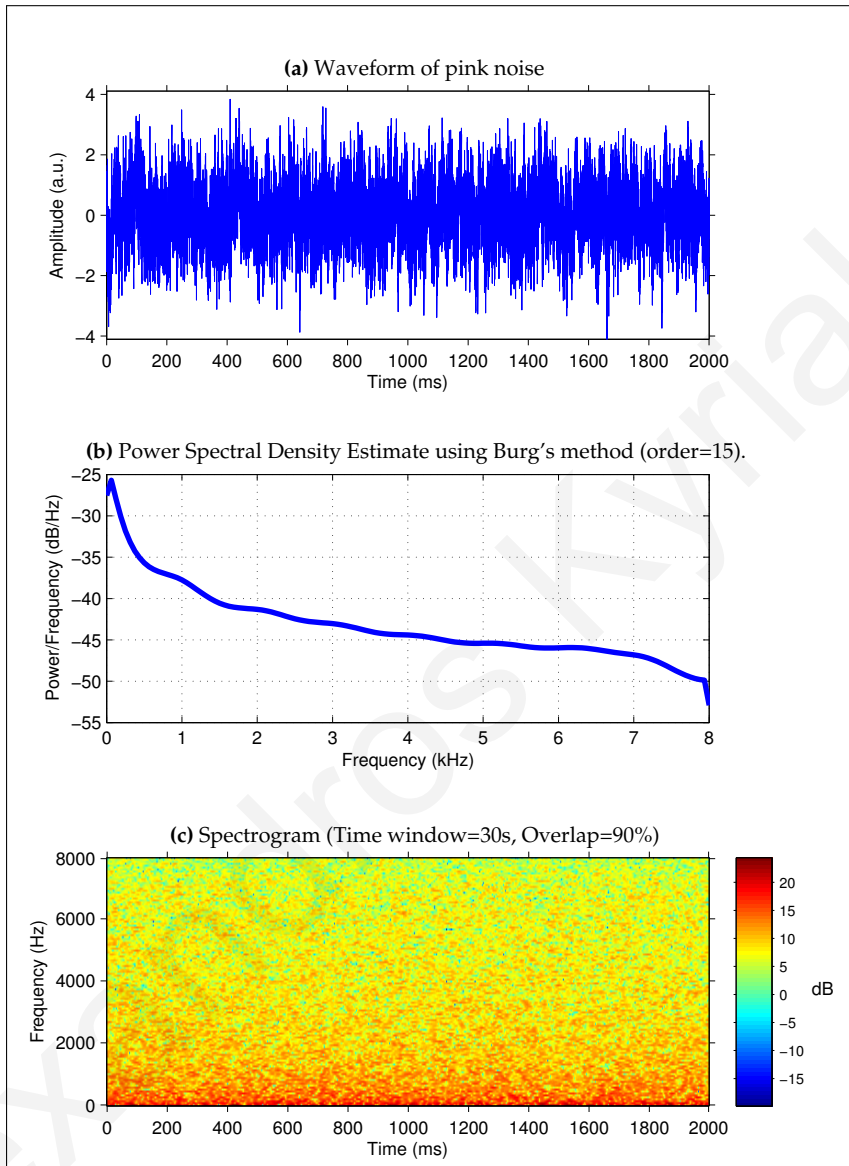 (a) Waveform of pink noise
4
2
0
−2
−4
Amplitude (a.u.)
0 200 400 600 800 1000 1200 1400 1600 1800 2000
Time (ms)
(b) Power Spectral Density Estimate using Burg's method (order=15).
−25
−30
−35
−40
−45
−50
−55
Power/Frequency (dB/Hz)
0 1 2 3 4 5 6 7 8
Frequency (kHz)
(c) Spectrogram (Time window=30s, Overlap=90%)
8000
6000
4000
2000
0
Frequency (Hz)
0 200 400 600 800 1000 1200 1400 1600 1800 2000
Time (ms)
20
15
10
5
0
−5
−10
−15
dB
exandros Kyria